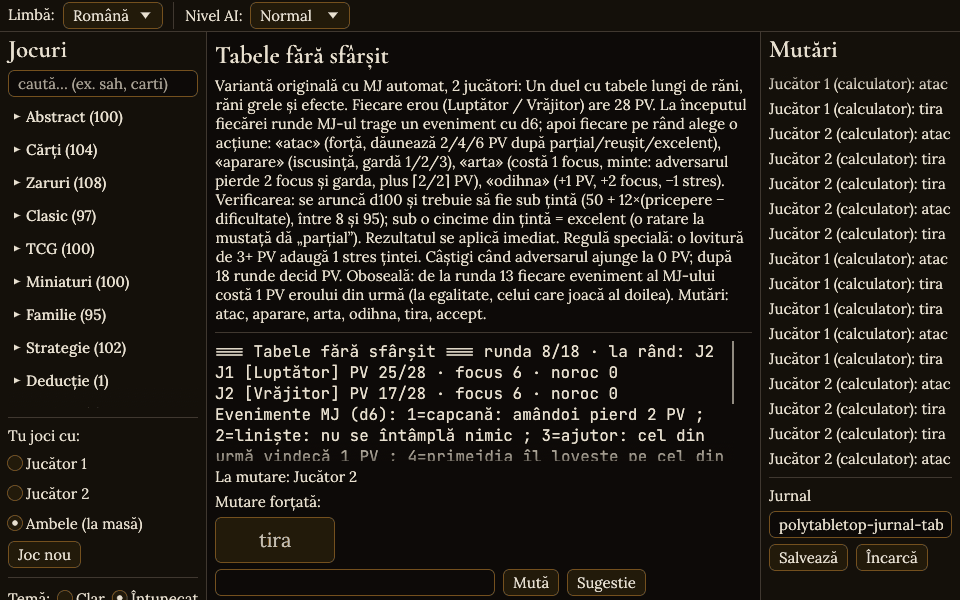 Limbă: Română ▼ Nivel AI: Normal ▼
Jocuri
caută... (ex. sah, carti)
▸ Abstract (100)
▸ Cărți (104)
▸ Zaruri (108)
▸ Clasic (97)
▸ TCG (100)
▸ Miniaturi (100)
▸ Familie (95)
▸ Strategie (102)
▸ Deducție (1)
Tu joci cu:
Jucător 1
Jucător 2
Ambele (la masă)
Joc nou
Temă: Clar Întunecat
Tabele fără sfârșit
Variantă originală cu MJ automat, 2 jucători: Un duel cu tabele lungi de răni,
răni grele și efecte. Fiecare erou (Luptător / Vrăjitor) are 28 PV. La începutul
fiecărei runde MJ-ul trage un eveniment cu d6; apoi fiecare pe rând alege o
acțiune: «atac» (forță, dăunează 2/4/6 PV după parțial/reușit/excelent),
«aparare» (iscusință, gardă 1/2/3), «arta» (costă 1 focus, minte: adversarul
pierde 2 focus și garda, plus ⌈2/2⌉ PV), «odihna» (+1 PV, +2 focus, −1 stres).
Verificarea: se aruncă d100 și trebuie să fie sub țintă (50 + 12×(pricepere −
dificultate), între 8 și 95); sub o cincime din țintă = excelent (o ratare la
mustață dă „parțial”). Rezultatul se aplică imediat. Regulă specială: o lovitură
de 3+ PV adaugă 1 stres țintei. Câștigi când adversarul ajunge la 0 PV; după
18 runde decid PV. Oboseală: de la runda 13 fiecare eveniment al MJ-ului
costă 1 PV eroului din urmă (la egalitate, celui care joacă al doilea). Mutări:
atac, aparare, arta, odihna, tira, accept.
═══ Tabele fără sfârșit ═══ runda 8/18 · la rând: J2
J1 [Luptător] PV 25/28 · focus 6 · noroc 0
J2 [Vrăjitor] PV 17/28 · focus 6 · noroc 0
Evenimente MJ (d6): 1=capcană: amândoi pierd 2 PV ;
2=liniște: nu se întâmplă nimic ; 3=ajutor: cel din
urmă vindecă 1 PV ; 4=primejdia îl lovește pe cel din
La mutare: Jucător 2
Mutare forțată:
tira
Mută Sugestie
Mutări
Jucător 1 (calculator): atac
Jucător 1 (calculator): tira
Jucător 2 (calculator): atac
Jucător 2 (calculator): tira
Jucător 2 (calculator): atac
Jucător 2 (calculator): atac
Jucător 2 (calculator): tira
Jucător 1 (calculator): atac
Jucător 1 (calculator): tira
Jucător 1 (calculator): tira
Jucător 1 (calculator): atac
Jucător 1 (calculator): tira
Jucător 2 (calculator): atac
Jucător 2 (calculator): tira
Jucător 2 (calculator): tira
Jucător 2 (calculator): atac
Jurnal
polytabletop-jurnal-tab
Salvează Încarcă